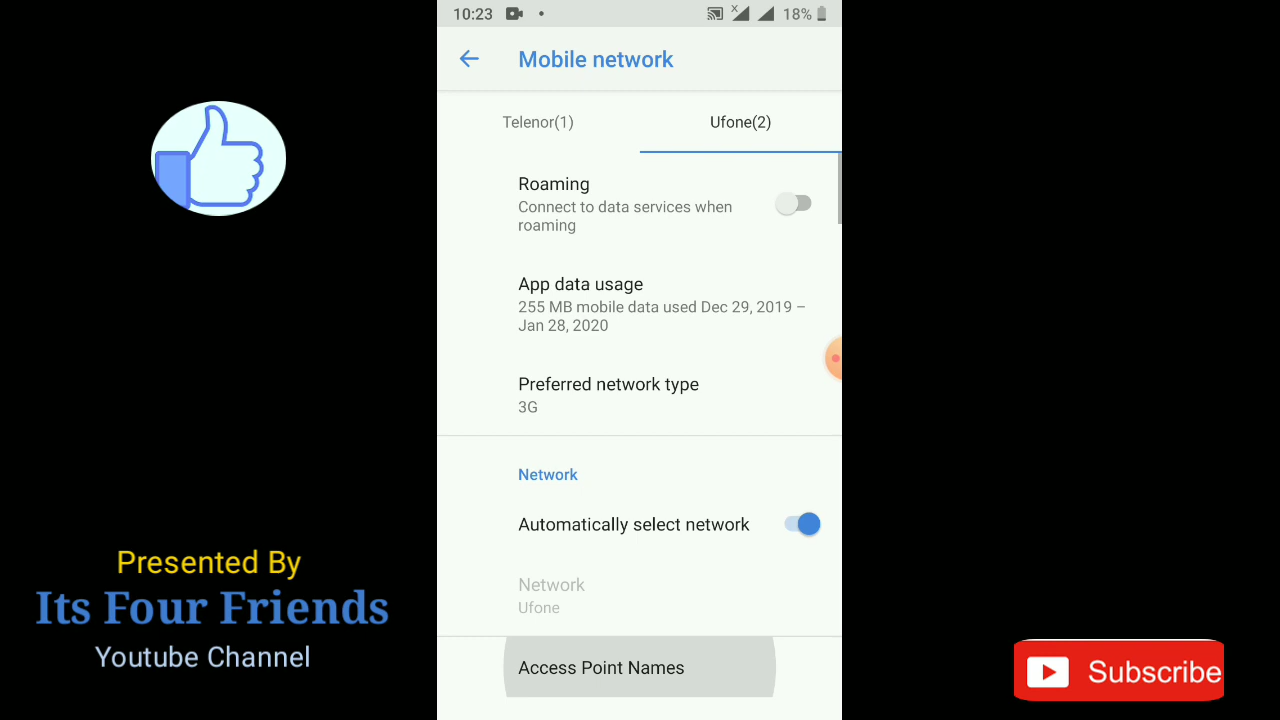 10:23
18%
Mobile network
Telenor(1)
Ufone(2)
Roaming
Connect to data services when
roaming
App data usage
255 MB mobile data used Dec 29, 2019 –
Jan 28, 2020
Preferred network type
3G
Network
Automatically select network
Network
Ufone
Access Point Names
Presented By
Its Four Friends
Youtube Channel
Subscribe